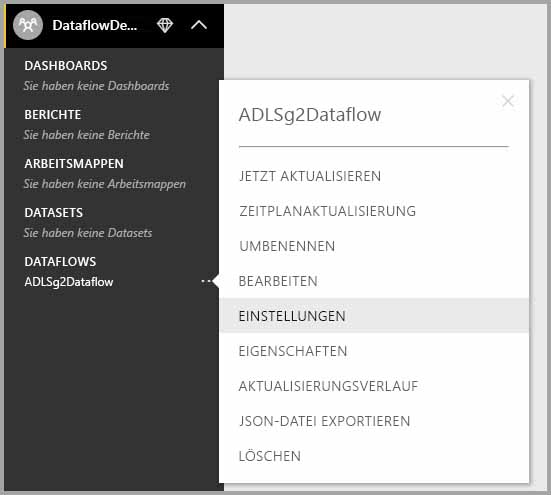 DataflowDe...
DASHBOARDS
Sie haben keine Dashboards
BERICHTE
Sie haben keine Berichte
ARBEITSMAPPEN
Sie haben keine Arbeitsmappen
DATASETS
Sie haben keine Datasets
DATAFLOWS
ADLSg2Dataflow
ADLSg2Dataflow
JETZT AKTUALISIEREN
ZEITPLANAKTUALISIERUNG
UMBENENNEN
BEARBEITEN
EINSTELLUNGEN
EIGENSCHAFTEN
AKTUALISIERUNGSVERLAUF
JSON-DATEI EXPORTIEREN
LÖSCHEN